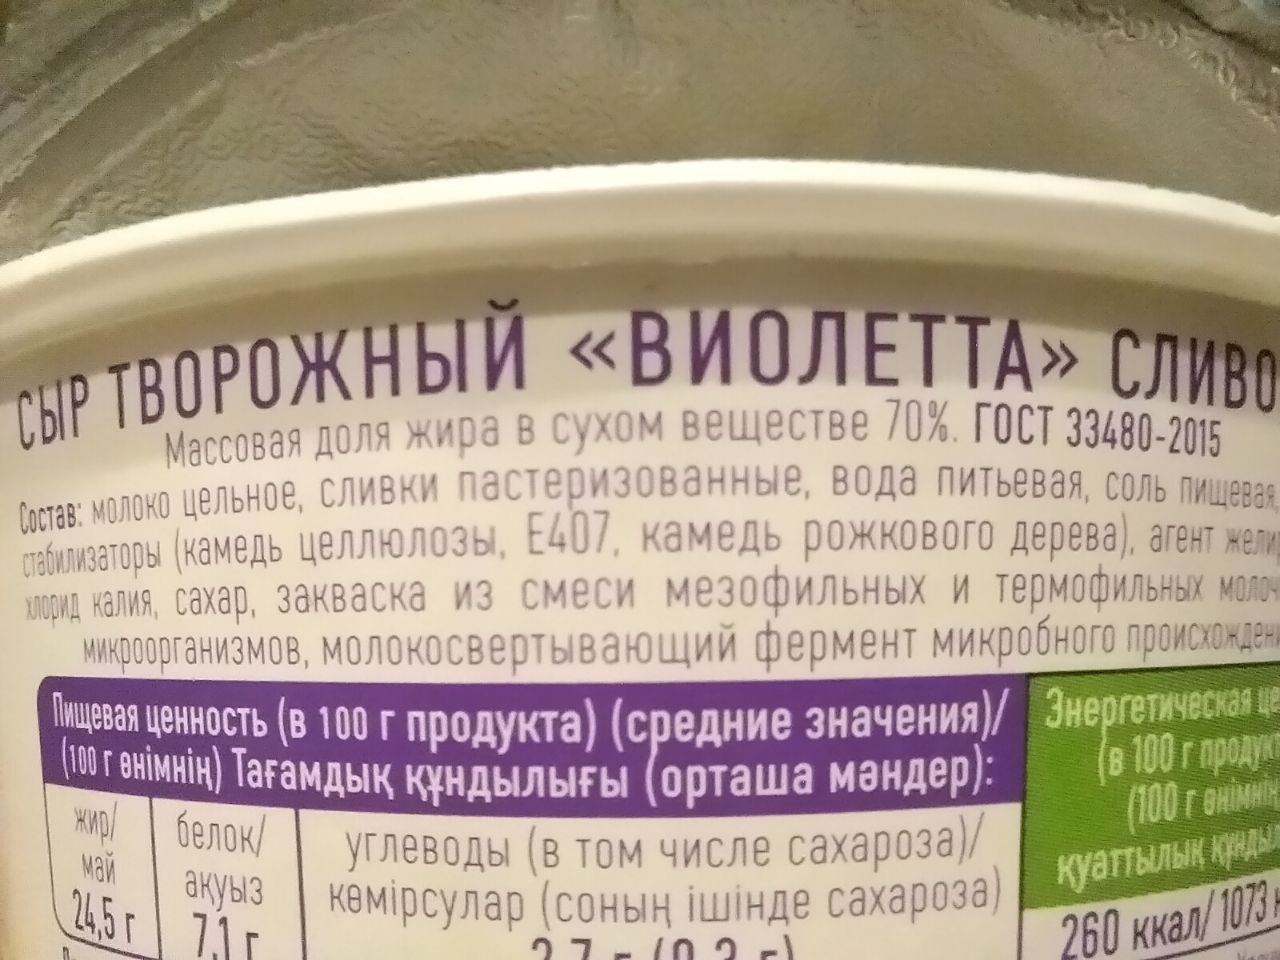 СЫР ТВОРОЖНЫЙ «ВИОЛЕТТА»
Массовая доля жира в сухом веществе 70%. ГОСТ 33480-2015
Состав: молоко цельное, сливки пастеризованные, вода питьевая, соль пищевая,
стабилизаторы (камедь целлюлозы, Е407, камедь рожкового дерева), агент
хлорид калия, сахар, закваска из смеси мезофильных и термофильных
микроорганизмов, молокосвертывающий фермент микробного
Пищевая ценность (в 100 г продукта) (средние значения)/
(100 г өнімнің) Тағамдық құндылығы (орташа мәндер):
жир/
май
24,5 г
белок/
ақуыз
7,1 г
углеводы (в том числе сахароза)/
көмірсулар (соның ішінде сахароза)
Энергетическая
(в 100 г
(100 г
қуаттылық
260 ккал/1073